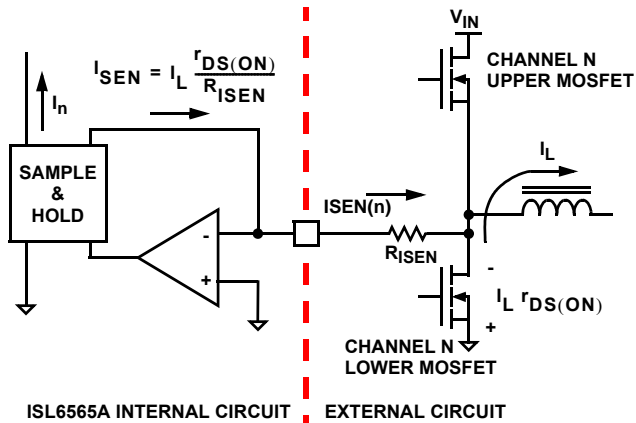 V_IN
CHANNEL N
UPPER MOSFET
I_SEN = I_L r_DS(ON) / R_ISEN
I_n
SAMPLE
&
HOLD
I_L
ISEN(n)
-
+
R_ISEN
-
I_L r_DS(ON)
+
CHANNEL N
LOWER MOSFET
ISL6565A INTERNAL CIRCUIT
EXTERNAL CIRCUIT